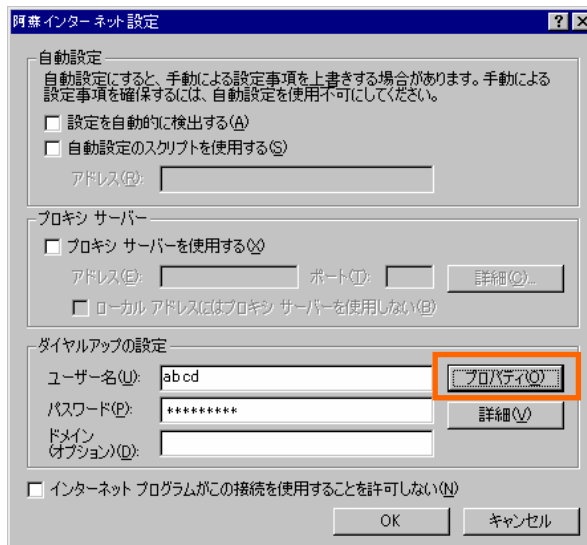 阿蘇インターネット設定
自動設定
自動設定にすると、手動による設定事項を上書きする場合があります。手動による
設定事項を確保するには、自動設定を使用不可にしてください。
設定を自動的に検出する(A)
自動設定のスクリプトを使用する(S)
アドレス(R):
プロキシ サーバー
プロキシ サーバーを使用する(X)
アドレス(E): ポート(T): 詳細(C)...
ローカル アドレスにはプロキシ サーバーを使用しない(B)
ダイヤルアップの設定
ユーザー名(U): abcd プロパティ(O)
パスワード(P): ********* 詳細(V)
ドメイン
(オプション)(D):
インターネット プログラムがこの接続を使用することを許可しない(N)
OK キャンセル